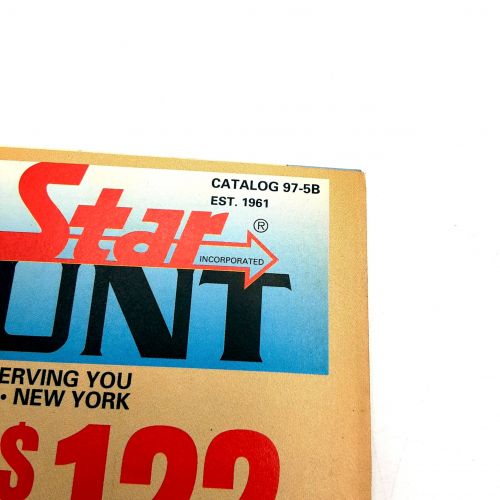 CATALOG 97-5B
EST. 1961
Star ®
INCORPORATED
UNT
ERVING YOU
• NEW YORK
$122